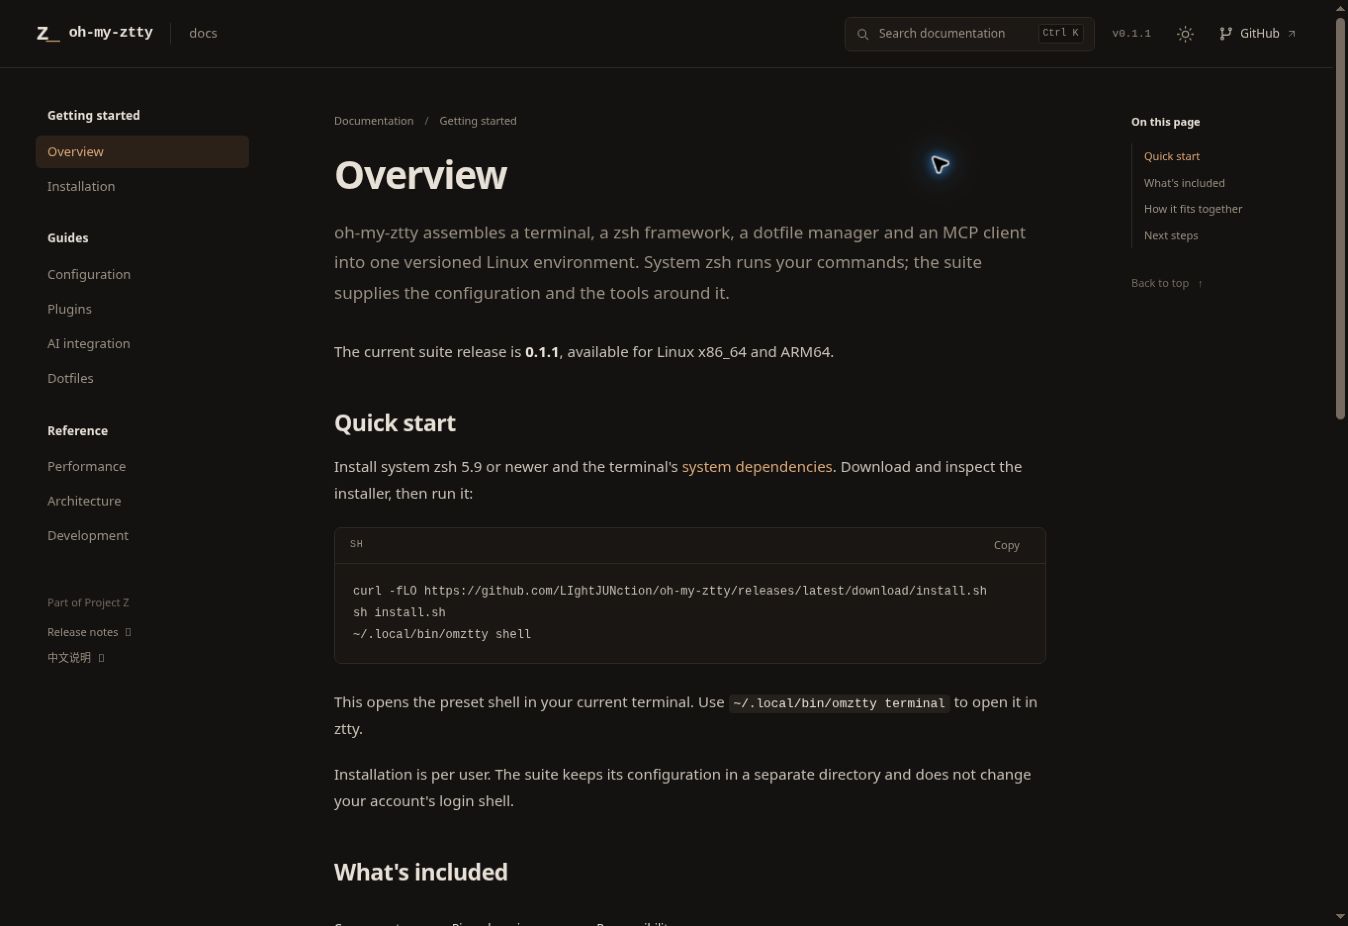 Z_ oh-my-ztty docs
Search documentation Ctrl K v0.1.1 GitHub ↗
Getting started
Overview
Installation
Guides
Configuration
Plugins
AI integration
Dotfiles
Reference
Performance
Architecture
Development
Part of Project Z
Release notes
中文说明
Documentation / Getting started
Overview
oh-my-ztty assembles a terminal, a zsh framework, a dotfile manager and an MCP client
into one versioned Linux environment. System zsh runs your commands; the suite
supplies the configuration and the tools around it.
The current suite release is 0.1.1, available for Linux x86_64 and ARM64.
Quick start
Install system zsh 5.9 or newer and the terminal's system dependencies. Download and inspect the
installer, then run it:
SH Copy
curl -fLO https://github.com/LIghtJUNction/oh-my-ztty/releases/latest/download/install.sh
sh install.sh
~/.local/bin/omztty shell
This opens the preset shell in your current terminal. Use ~/.local/bin/omztty terminal to open it in
ztty.
Installation is per user. The suite keeps its configuration in a separate directory and does not change
your account's login shell.
What's included
On this page
Quick start
What's included
How it fits together
Next steps
Back to top ↑